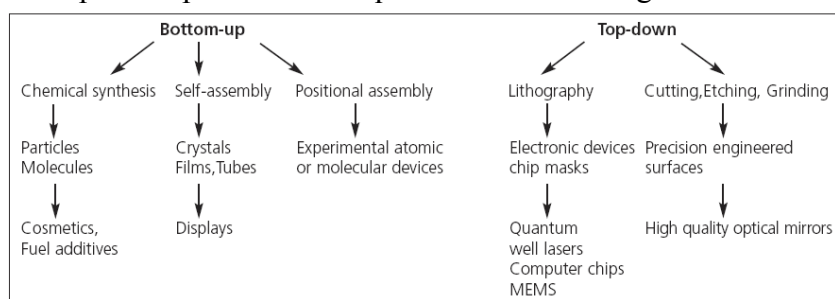 Bottom-up
Top-down
Chemical synthesis
Self-assembly
Positional assembly
Lithography
Cutting,Etching, Grinding
Particles
Molecules
Crystals
Films,Tubes
Experimental atomic
or molecular devices
Electronic devices
chip masks
Precision engineered
surfaces
Cosmetics,
Fuel additives
Displays
Quantum
well lasers
Computer chips
MEMS
High quality optical mirrors